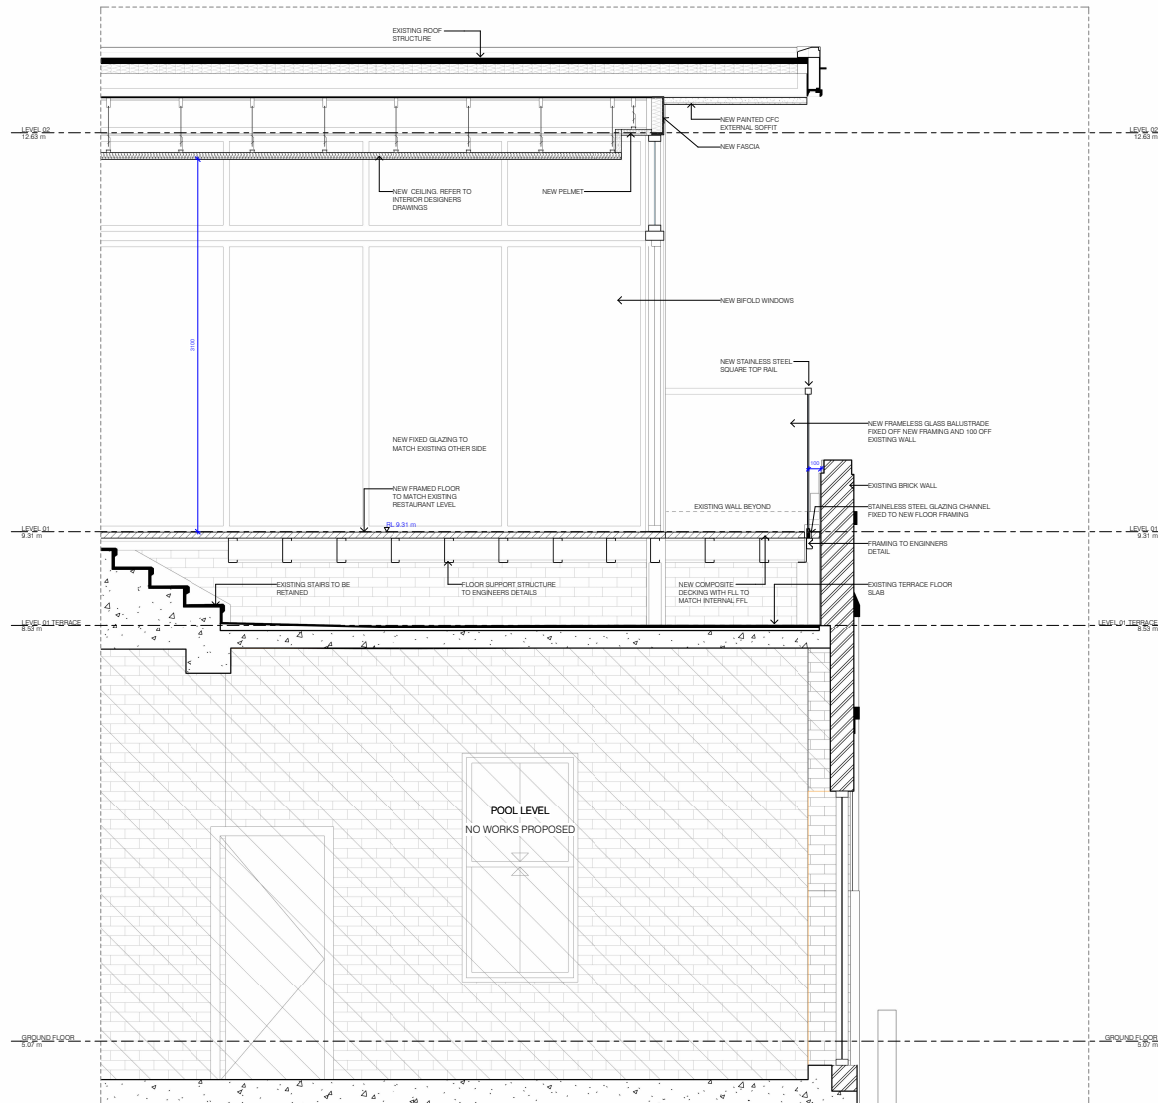 EXISTING ROOF
STRUCTURE
NEW PAINTED CFC
EXTERNAL SOFFIT
LEVEL 02
12.63 m
LEVEL 02
12.63 m
NEW FASCIA
NEW CEILING. REFER TO
INTERIOR DESIGNERS
DRAWINGS
NEW PELMET
NEW BIFOLD WINDOWS
3100
NEW STAINLESS STEEL
SQUARE TOP RAIL
NEW FRAMELESS GLASS BALUSTRADE
FIXED OFF NEW FRAMING AND 100 OFF
EXISTING WALL
NEW FIXED GLAZING TO
MATCH EXISTING OTHER SIDE
100
EXISTING BRICK WALL
NEW FRAMED FLOOR
TO MATCH EXISTING
RESTAURANT LEVEL
EXISTING WALL BEYOND
STAINELESS STEEL GLAZING CHANNEL
FIXED TO NEW FLOOR FRAMING
RL 9.31 m
LEVEL 01
9.31 m
LEVEL 01
9.31 m
FRAMING TO ENGINNERS
DETAIL
EXISTING STAIRS TO BE
RETAINED
FLOOR SUPPORT STRUCTURE
TO ENGINEERS DETAILS
NEW COMPOSITE
DECKING WITH FLL TO
MATCH INTERNAL FFL
EXISTING TERRACE FLOOR
SLAB
LEVEL 01 TERRACE
8.53 m
LEVEL 01 TERRACE
8.53 m
POOL LEVEL
NO WORKS PROPOSED
GROUND FLOOR
5.07 m
GROUND FLOOR
5.07 m